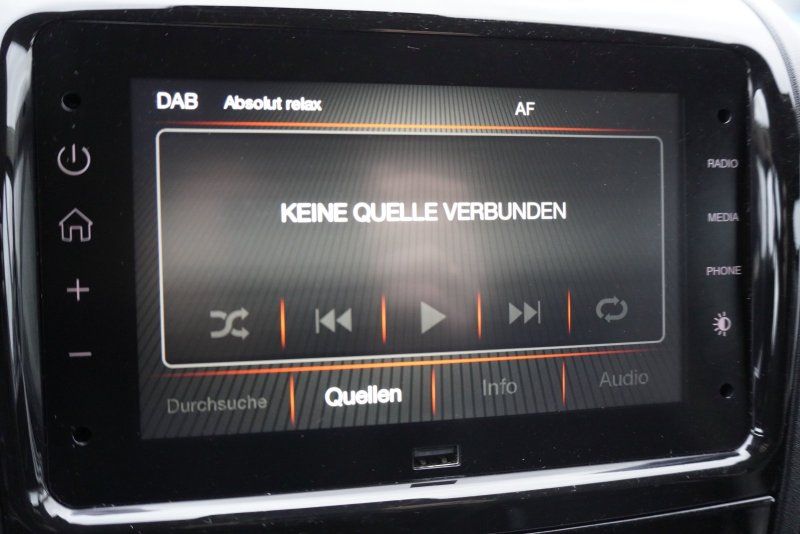 DAB Absolut relax AF
RADIO
KEINE QUELLE VERBUNDEN
MEDIA
PHONE
Durchsuche Quellen Info Audio